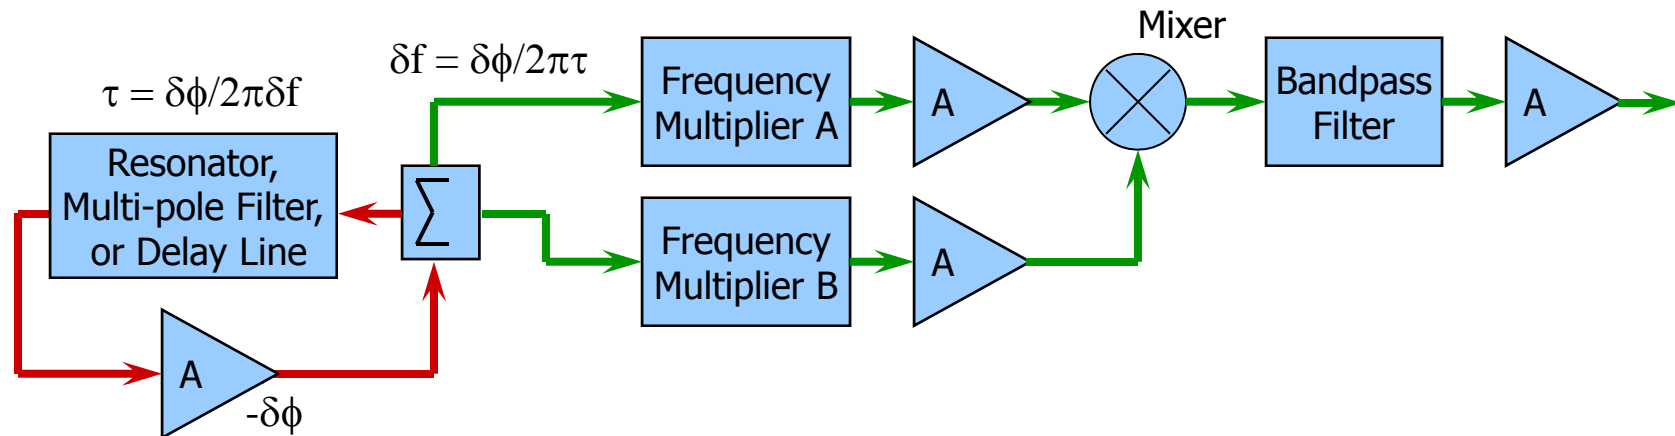 Mixer
δf = δϕ/2πτ
τ = δϕ/2πδf
Frequency
Multiplier A
A
Bandpass
Filter
A
Resonator,
Multi-pole Filter,
or Delay Line
∑
Frequency
Multiplier B
A
A
-δϕ